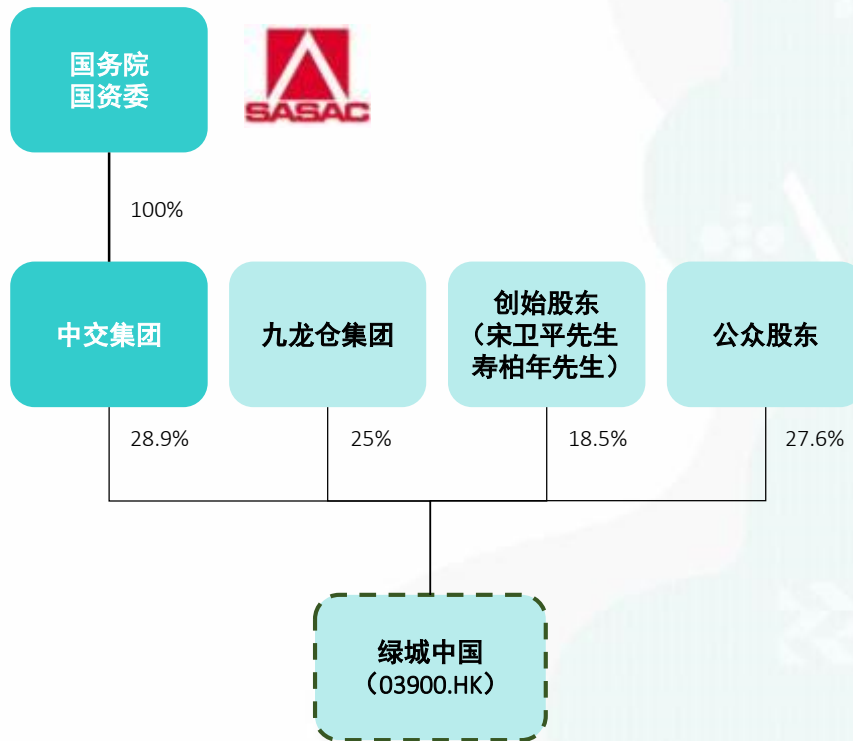 国务院
国资委
SASAC
100%
中交集团
九龙仓集团
创始股东
（宋卫平先生
寿柏年先生）
公众股东
28.9%
25%
18.5%
27.6%
绿城中国
（03900.HK）